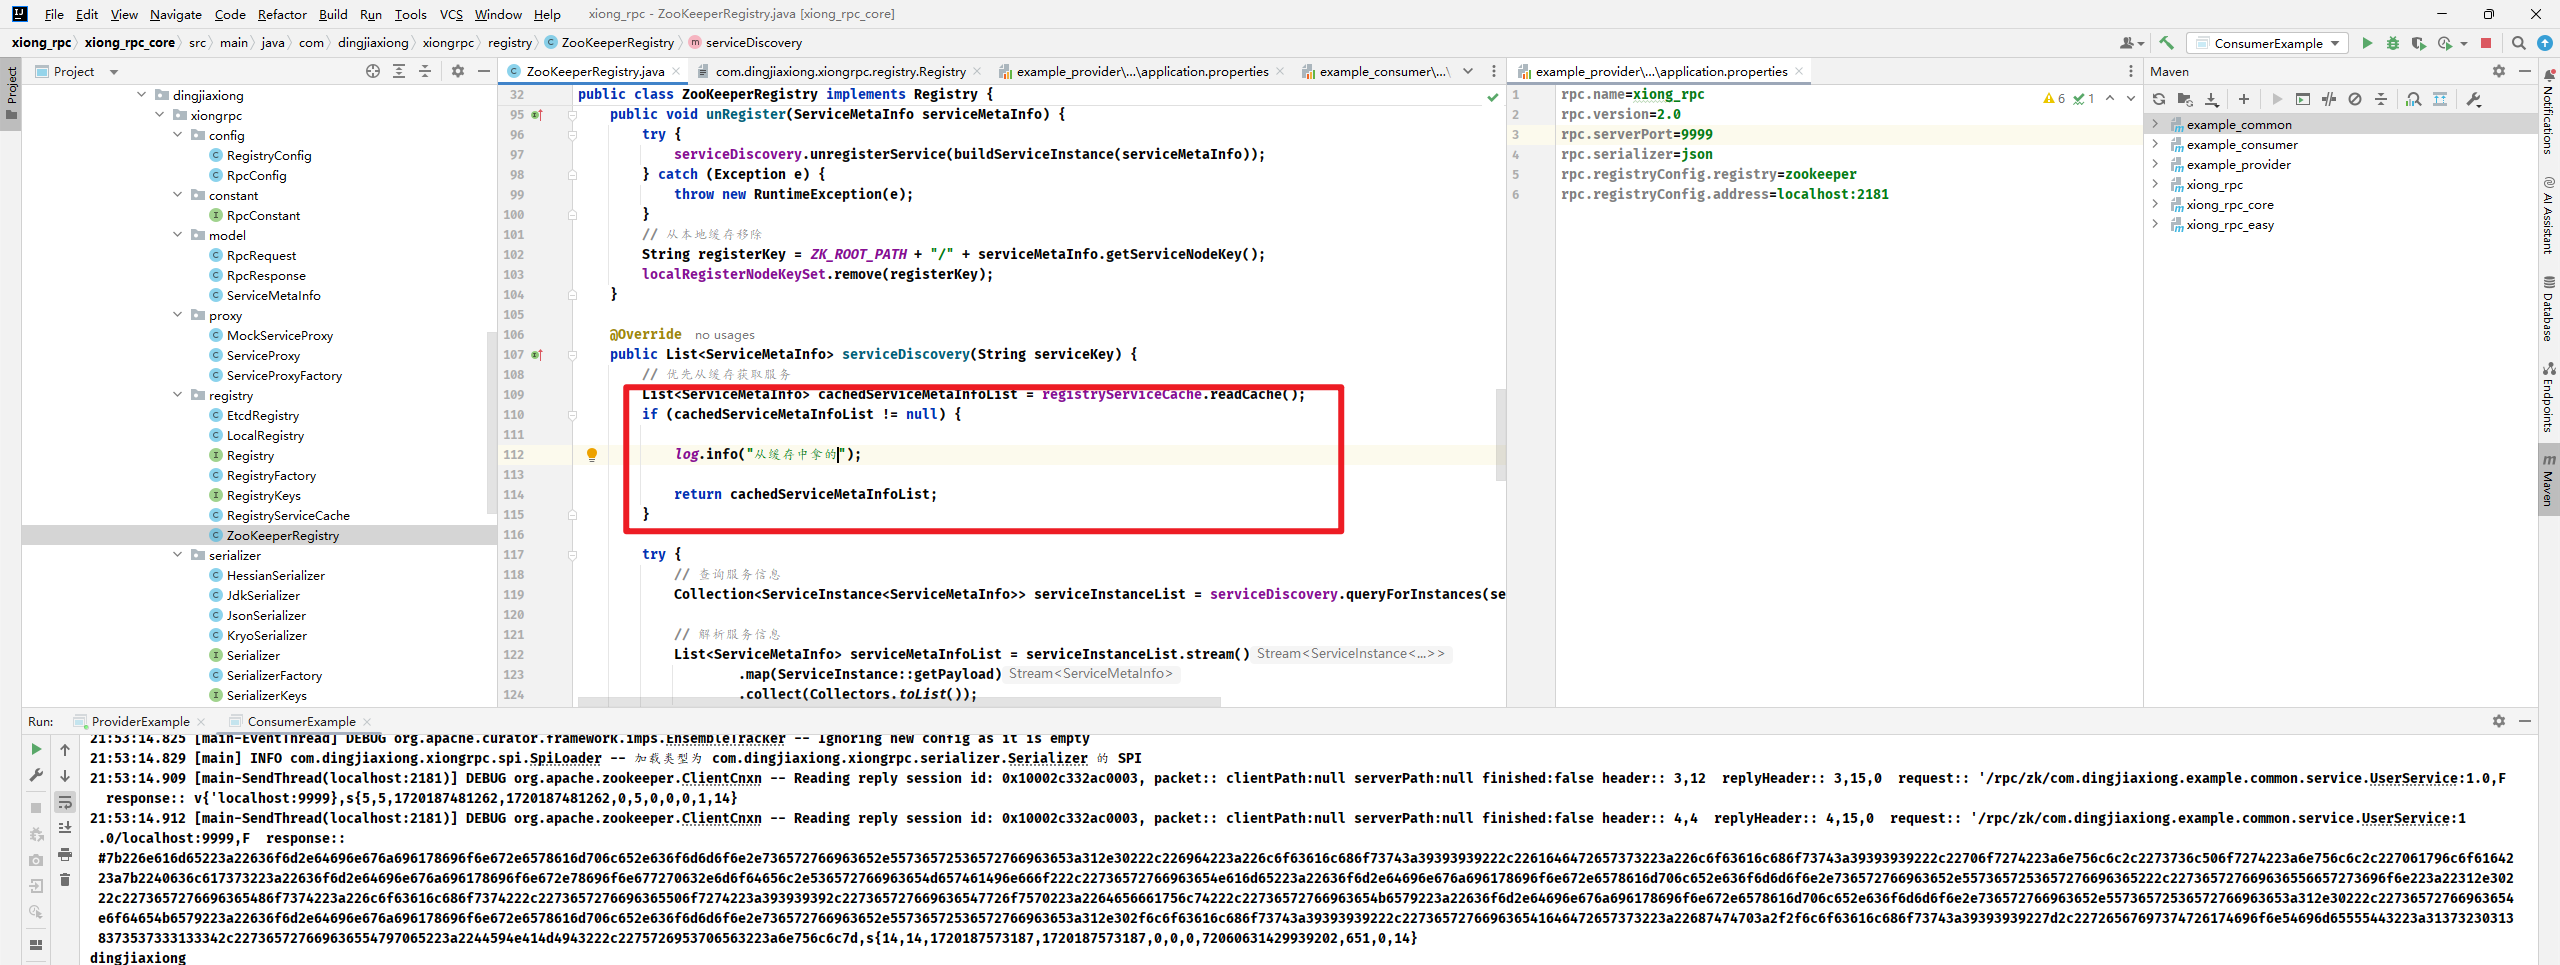 File Edit View Navigate Code Refactor Build Run Tools VCS Window Help xiong_rpc - ZooKeeperRegistry.java [xiong_rpc_core]
xiong_rpc xiong_rpc_core src main java com dingjiaxiong xiongrpc registry ZooKeeperRegistry serviceDiscovery ConsumerExample
Project
ZooKeeperRegistry.java com.dingjiaxiong.xiongrpc.registry.Registry example_provider\...\application.properties example_consumer\...\
example_provider\...\application.properties
Maven
Project
dingjiaxiong
xiongrpc
config
RegistryConfig
RpcConfig
constant
RpcConstant
model
RpcRequest
RpcResponse
ServiceMetaInfo
proxy
MockServiceProxy
ServiceProxy
ServiceProxyFactory
registry
EtcdRegistry
LocalRegistry
Registry
RegistryFactory
RegistryKeys
RegistryServiceCache
ZooKeeperRegistry
serializer
HessianSerializer
JdkSerializer
JsonSerializer
KryoSerializer
Serializer
SerializerFactory
SerializerKeys
32 public class ZooKeeperRegistry implements Registry {
95 public void unRegister(ServiceMetaInfo serviceMetaInfo) {
96 try {
97 serviceDiscovery.unregisterService(buildServiceInstance(serviceMetaInfo));
98 } catch (Exception e) {
99 throw new RuntimeException(e);
100 }
101 // 从本地缓存移除
102 String registerKey = ZK_ROOT_PATH + "/" + serviceMetaInfo.getServiceNodeKey();
103 localRegisterNodeKeySet.remove(registerKey);
104 }
105
106 @Override no usages
107 public List<ServiceMetaInfo> serviceDiscovery(String serviceKey) {
108 // 优先从缓存获取服务
109 List<ServiceMetaInfo> cachedServiceMetaInfoList = registryServiceCache.readCache();
110 if (cachedServiceMetaInfoList != null) {
111
112 log.info("从缓存中拿的");
113
114 return cachedServiceMetaInfoList;
115 }
116
117 try {
118 // 查询服务信息
119 Collection<ServiceInstance<ServiceMetaInfo>> serviceInstanceList = serviceDiscovery.queryForInstances(se
120
121 // 解析服务信息
122 List<ServiceMetaInfo> serviceMetaInfoList = serviceInstanceList.stream() Stream<ServiceInstance<...>>
123 .map(ServiceInstance::getPayload) Stream<ServiceMetaInfo>
124 .collect(Collectors.toList());
1 rpc.name=xiong_rpc
2 rpc.version=2.0
3 rpc.serverPort=9999
4 rpc.serializer=json
5 rpc.registryConfig.registry=zookeeper
6 rpc.registryConfig.address=localhost:2181
6 1
example_common
example_consumer
example_provider
xiong_rpc
xiong_rpc_core
xiong_rpc_easy
Notifications
AI Assistant
Database
Endpoints
Maven
Run: ProviderExample ConsumerExample
21:53:14.825 [main-EventThread] DEBUG org.apache.curator.framework.imps.EnsembleTracker -- Ignoring new config as it is empty
21:53:14.829 [main] INFO com.dingjiaxiong.xiongrpc.spi.SpiLoader -- 加载类型为 com.dingjiaxiong.xiongrpc.serializer.Serializer 的 SPI
21:53:14.909 [main-SendThread(localhost:2181)] DEBUG org.apache.zookeeper.ClientCnxn -- Reading reply session id: 0x10002c332ac0003, packet:: clientPath:null serverPath:null finished:false header:: 3,12 replyHeader:: 3,15,0 request:: '/rpc/zk/com.dingjiaxiong.example.common.service.UserService:1.0,F
response:: v{'localhost:9999},s{5,5,1720187481262,1720187481262,0,5,0,0,0,1,14}
21:53:14.912 [main-SendThread(localhost:2181)] DEBUG org.apache.zookeeper.ClientCnxn -- Reading reply session id: 0x10002c332ac0003, packet:: clientPath:null serverPath:null finished:false header:: 4,4 replyHeader:: 4,15,0 request:: '/rpc/zk/com.dingjiaxiong.example.common.service.UserService:1
.0/localhost:9999,F response::
dingjiaxiong